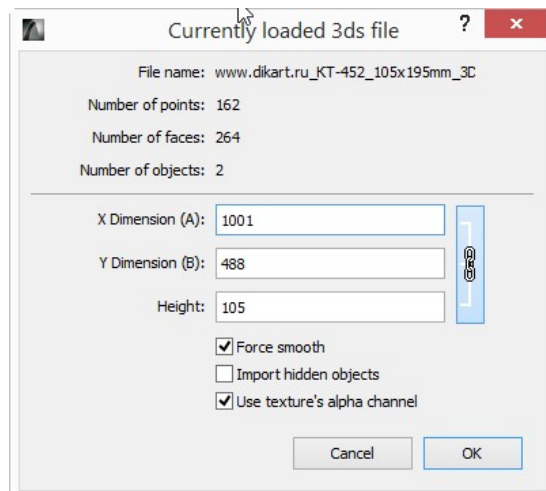 Currently loaded 3ds file ? x
File name: www.dikart.ru_KT-452_105x195mm_3D
Number of points: 162
Number of faces: 264
Number of objects: 2
X Dimension (A): 1001
Y Dimension (B): 488
Height: 105
Force smooth
Import hidden objects
Use texture's alpha channel
Cancel OK